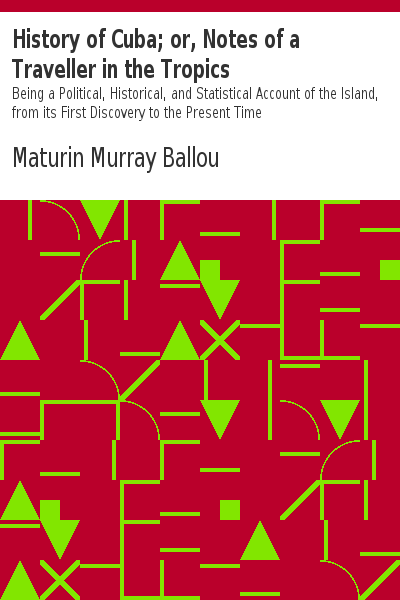 History of Cuba; or, Notes of a
Traveller in the Tropics
Being a Political, Historical, and Statistical Account of the Island,
from its First Discovery to the Present Time
Maturin Murray Ballou